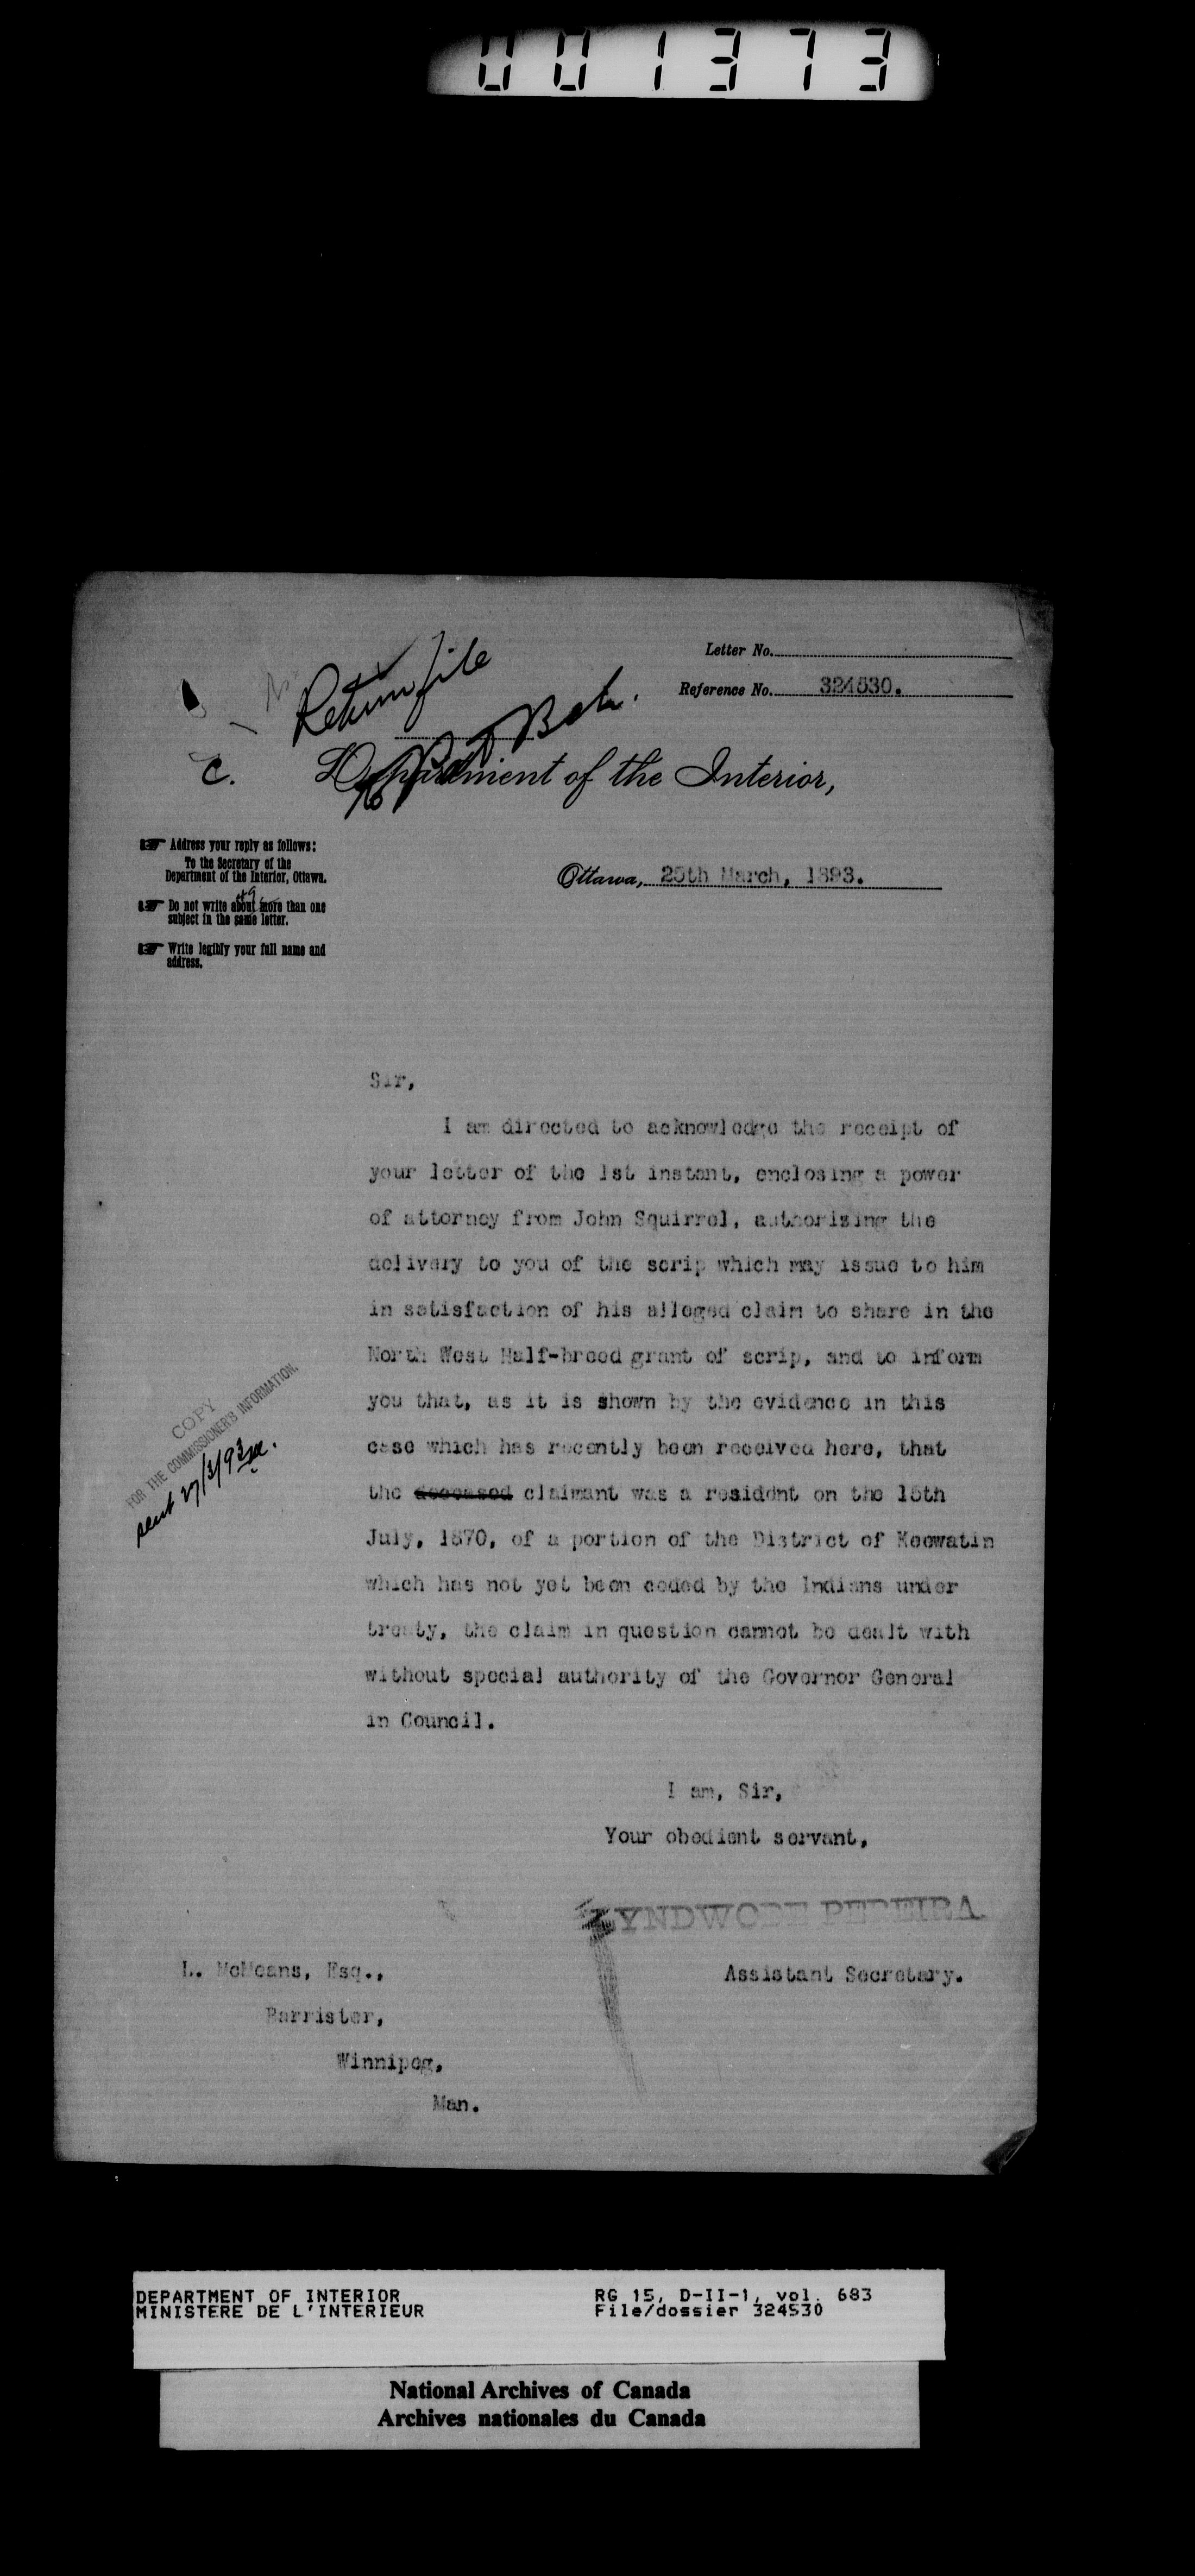 001373
Letter No.
Reference No. 324530.
Return file
C.
Department of the Interior,
Address your reply as follows:
To the Secretary of the
Department of the Interior, Ottawa.
Ottawa, 25th March, 1893.
Do not write about more than one
subject in the same letter.
Write legibly your full name and
address.
Sir,
I am directed to acknowledge the receipt of
your letter of the 1st instant, enclosing a power
of attorney from John Squirrel, authorizing the
delivery to you of the scrip which may issue to him
in satisfaction of his alleged claim to share in the
North West Half-breed grant of scrip, and to inform
you that, as it is shown by the evidence in this
case which has recently been received here, that
the deceased claimant was a resident on the 15th
July, 1870, of a portion of the District of Keewatin
which has not yet been ceded by the Indians under
treaty, the claim in question cannot be dealt with
without special authority of the Governor General
in Council.
COPY
FOR THE COMMISSIONER'S INFORMATION.
sent 27/3/93
I am, Sir,
Your obedient servant,
LYNDWODE PEREIRA
Assistant Secretary.
L. McMeans, Esq.,
Barrister,
Winnipeg,
Man.
DEPARTMENT OF INTERIOR
MINISTERE DE L'INTERIEUR
RG 15, D-II-1, vol. 683
File/dossier 324530
National Archives of Canada
Archives nationales du Canada